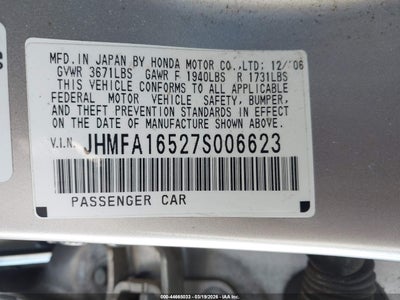 MFD. IN JAPAN BY HONDA MOTOR CO.,LTD: 12/06
GVWR 3671LBS GAWR F 1940LBS R 1731LBS
THIS VEHICLE CONFORMS TO ALL APPLICABLE
FEDERAL MOTOR VEHICLE SAFETY, BUMPER,
AND THEFT PREVENTION STANDARDS IN EFFECT
ON THE DATE OF MANUFACTURE SHOWN ABOVE.
V.I.N. JHMFA16527S006623
PASSENGER CAR
000-44665033 - 03/19/2026 - IAA